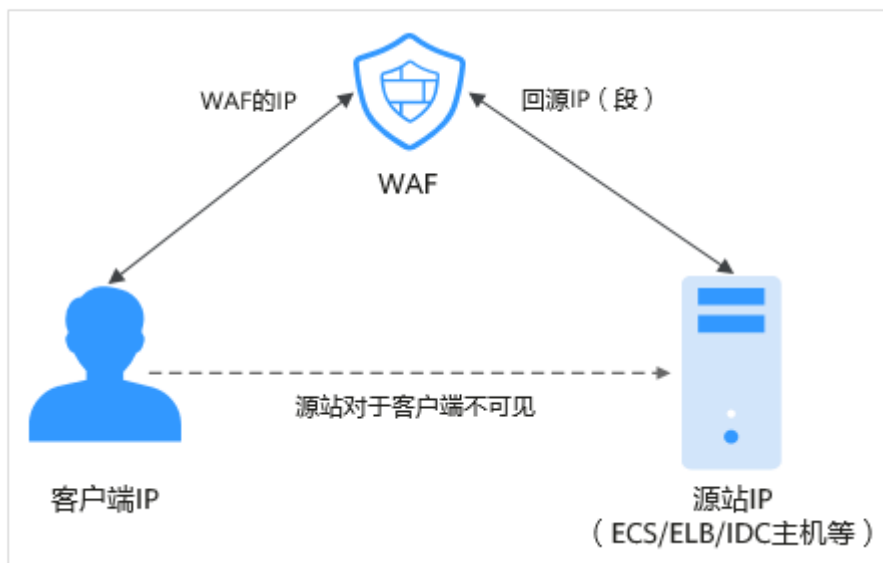 WAF的IP
回源IP（段）
WAF
源站对于客户端不可见
客户端IP
源站IP
（ECS/ELB/IDC主机等）